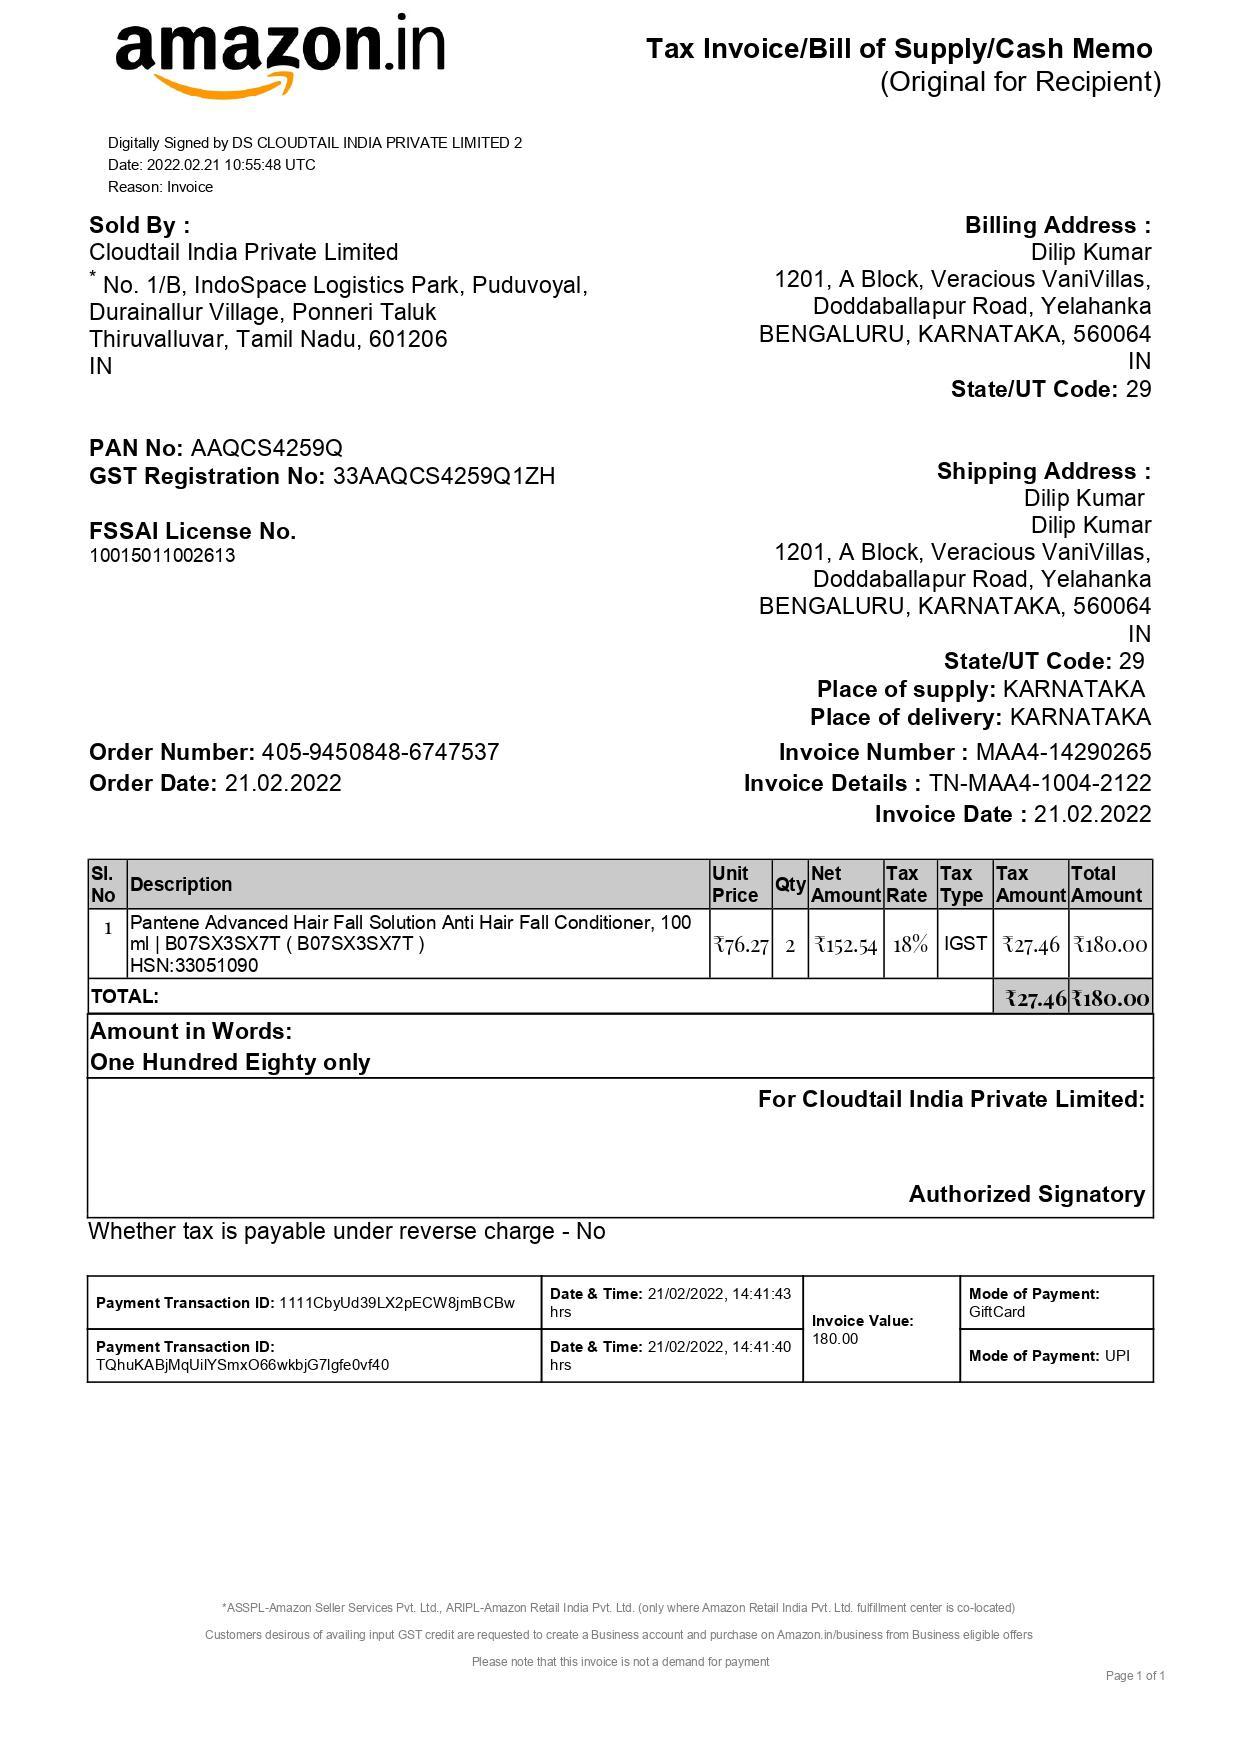 amazon.in
Tax Invoice/Bill of Supply/Cash Memo
(Original for Recipient)
Digitally Signed by DS CLOUDTAIL INDIA PRIVATE LIMITED 2
Date: 2022.02.21 10:55:48 UTC
Reason: Invoice
Sold By :
Cloudtail India Private Limited
* No. 1/B, IndoSpace Logistics Park, Puduvoyal,
Durainallur Village, Ponneri Taluk
Thiruvalluvar, Tamil Nadu, 601206
IN
Billing Address :
Dilip Kumar
1201, A Block, Veracious VaniVillas,
Doddaballapur Road, Yelahanka
BENGALURU, KARNATAKA, 560064
IN
State/UT Code: 29
PAN No: AAQCS4259Q
GST Registration No: 33AAQCS4259Q1ZH
FSSAI License No.
10015011002613
Shipping Address :
Dilip Kumar
Dilip Kumar
1201, A Block, Veracious VaniVillas,
Doddaballapur Road, Yelahanka
BENGALURU, KARNATAKA, 560064
IN
State/UT Code: 29
Place of supply: KARNATAKA
Place of delivery: KARNATAKA
Order Number: 405-9450848-6747537
Order Date: 21.02.2022
Invoice Number : MAA4-14290265
Invoice Details : TN-MAA4-1004-2122
Invoice Date : 21.02.2022
Sl. No Description Unit Price Qty Net Amount Tax Rate Tax Type Tax Amount Total Amount
1 Pantene Advanced Hair Fall Solution Anti Hair Fall Conditioner, 100
ml | B07SX3SX7T ( B07SX3SX7T ) ₹76.27 2 ₹152.54 18% IGST ₹27.46 ₹180.00
HSN:33051090
TOTAL: ₹27.46 ₹180.00
Amount in Words:
One Hundred Eighty only
For Cloudtail India Private Limited:
Authorized Signatory
Whether tax is payable under reverse charge - No
Payment Transaction ID: 1111CbyUd39LX2pECW8jmBCBw
Date & Time: 21/02/2022, 14:41:43
hrs
Invoice Value:
180.00
Mode of Payment:
GiftCard
Payment Transaction ID:
TQhuKABjMqUilYSmxO66wkbjG7lgfe0vf40
Date & Time: 21/02/2022, 14:41:40
hrs
Mode of Payment: UPI
*ASSPL-Amazon Seller Services Pvt. Ltd., ARIPL-Amazon Retail India Pvt. Ltd. (only where Amazon Retail India Pvt. Ltd. fulfillment center is co-located)
Customers desirous of availing input GST credit are requested to create a Business account and purchase on Amazon.in/business from Business eligible offers
Please note that this invoice is not a demand for payment
Page 1 of 1